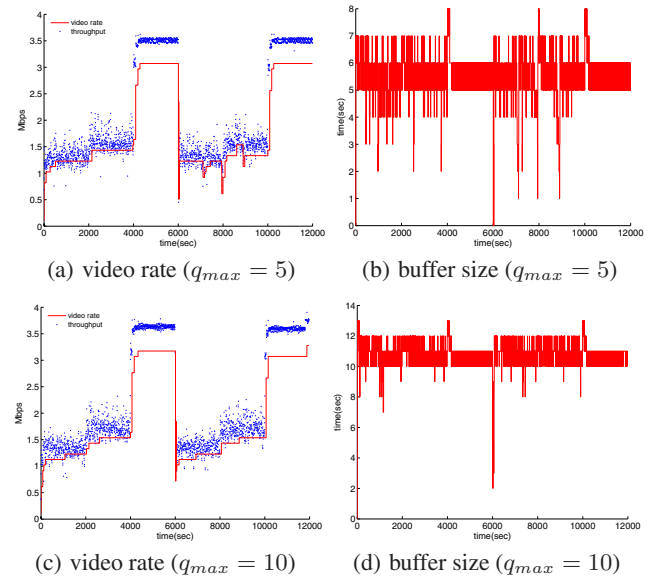 4
3.5
3
2.5
2
1.5
1
0.5
0
Mbps
video rate
throughput
0 2000 4000 6000 8000 10000 12000
time(sec)
(a) video rate (qmax = 5)
8
7
6
5
4
3
2
1
0
time(sec)
0 2000 4000 6000 8000 10000 12000
time(sec)
(b) buffer size (qmax = 5)
4
3.5
3
2.5
2
1.5
1
0.5
0
Mbps
video rate
throughput
0 2000 4000 6000 8000 10000 12000
time(sec)
(c) video rate (qmax = 10)
14
12
10
8
6
4
2
0
time(sec)
0 2000 4000 6000 8000 10000 12000
time(sec)
(d) buffer size (qmax = 10)